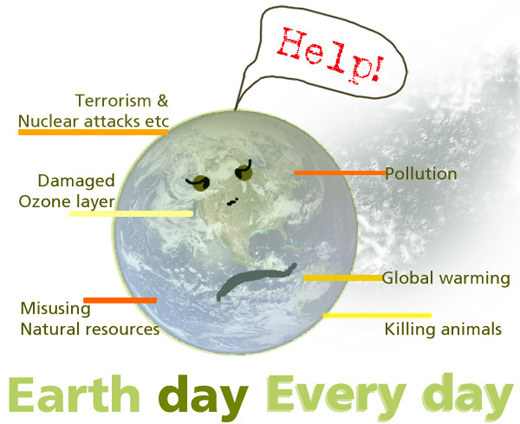 Help!
Terrorism &
Nuclear attacks etc
Damaged
Ozone layer
Pollution
Global warming
Misusing
Natural resources
Killing animals
Earth day Every day